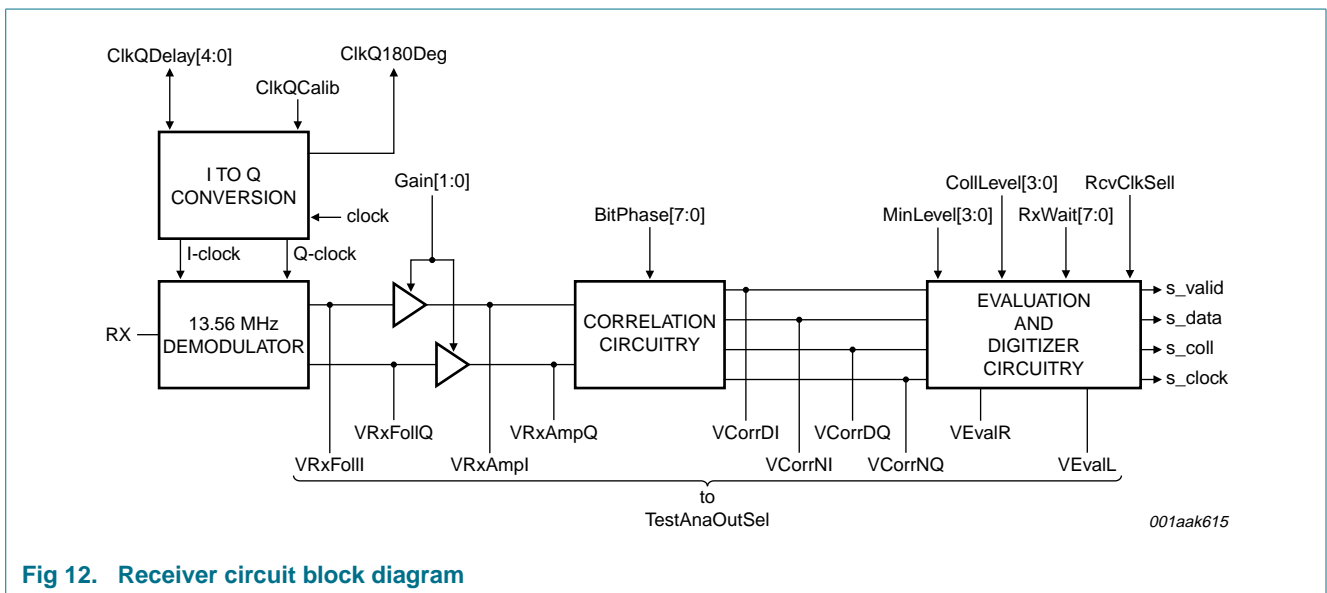 ClkQDelay[4:0]
ClkQ180Deg
ClkQCalib
I TO Q
CONVERSION
clock
I-clock
Q-clock
Gain[1:0]
BitPhase[7:0]
CollLevel[3:0]
RcvClkSell
MinLevel[3:0]
RxWait[7:0]
RX
13.56 MHz
DEMODULATOR
CORRELATION
CIRCUITRY
EVALUATION
AND
DIGITIZER
CIRCUITRY
s_valid
s_data
s_coll
s_clock
VRxFollQ
VRxAmpQ
VCorrDI
VCorrDQ
VEvalR
VRxFollI
VRxAmpI
VCorrNI
VCorrNQ
VEvalL
to
TestAnaOutSel
001aak615
Fig 12. Receiver circuit block diagram